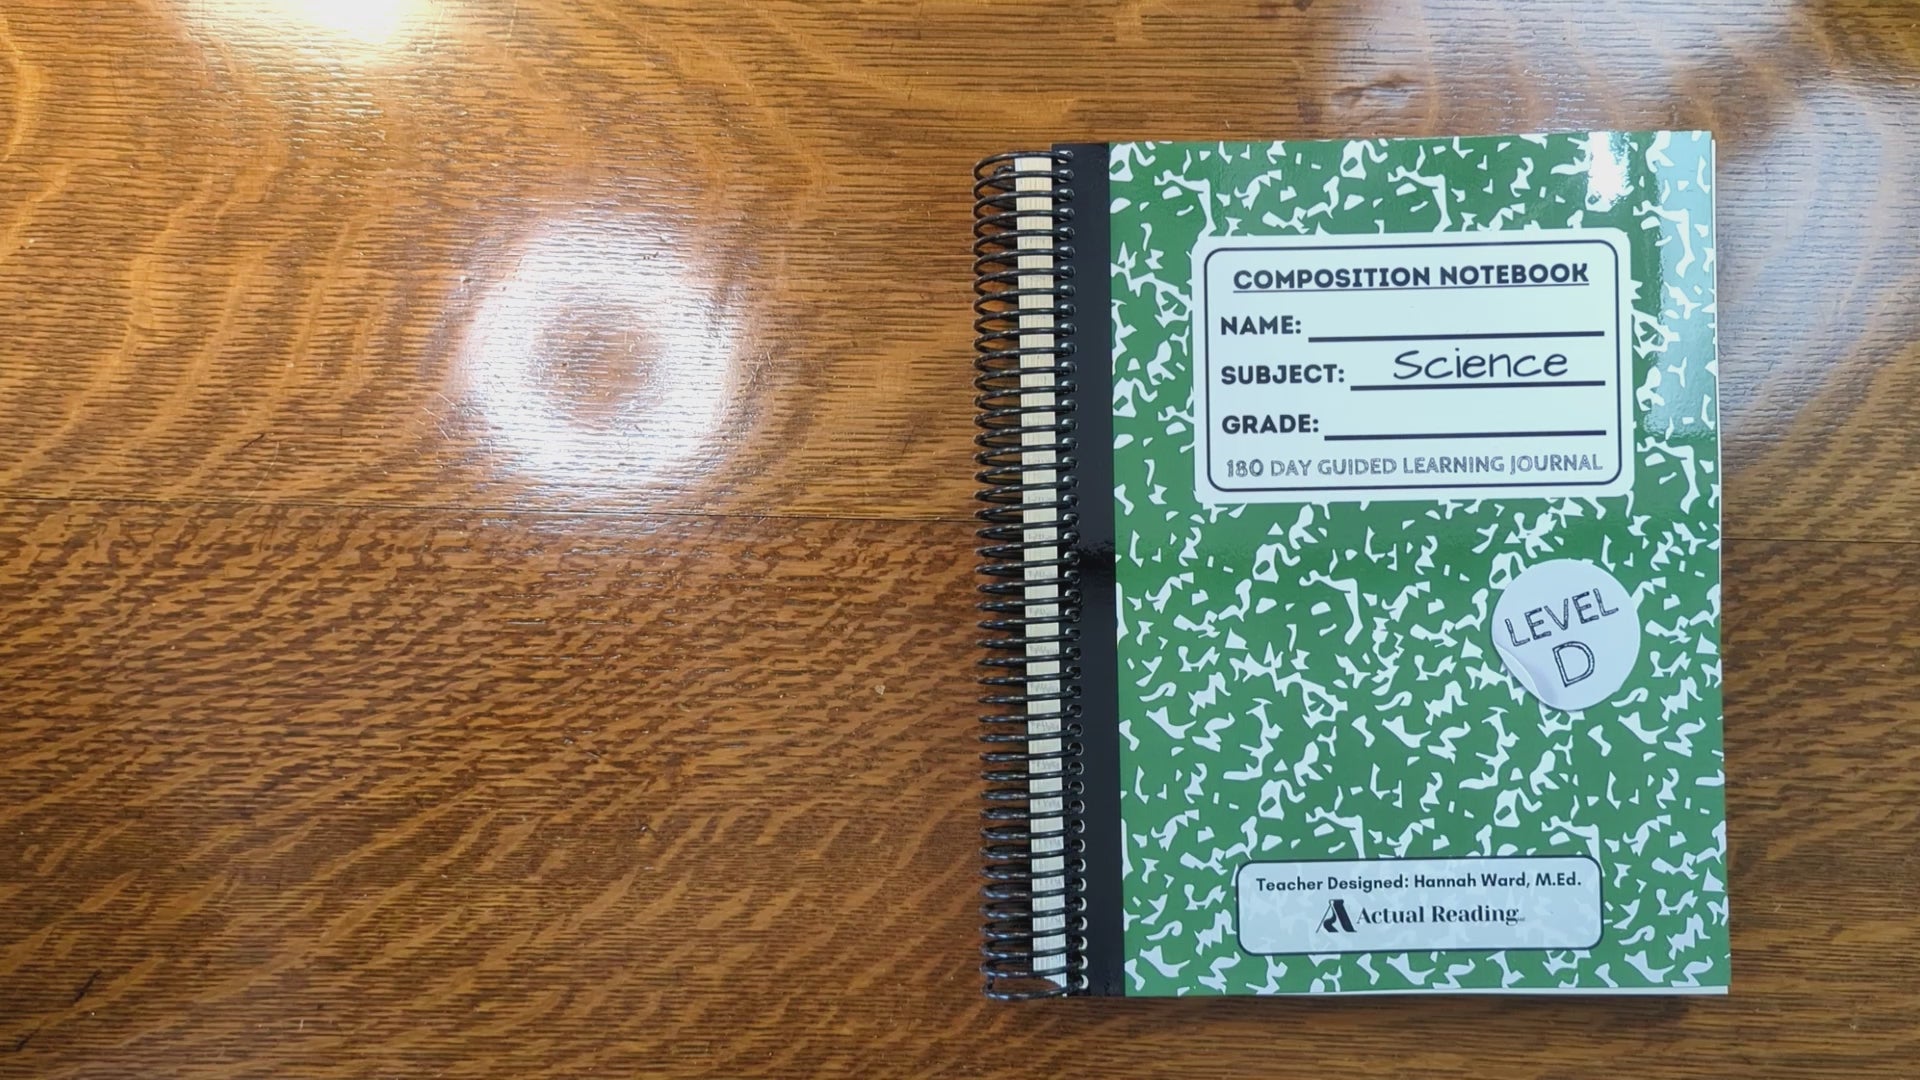 COMPOSITION NOTEBOOK
NAME:
SUBJECT: Science
GRADE:
180 DAY GUIDED LEARNING JOURNAL
LEVEL
D
Teacher Designed: Hannah Ward, M.Ed.
Actual Reading